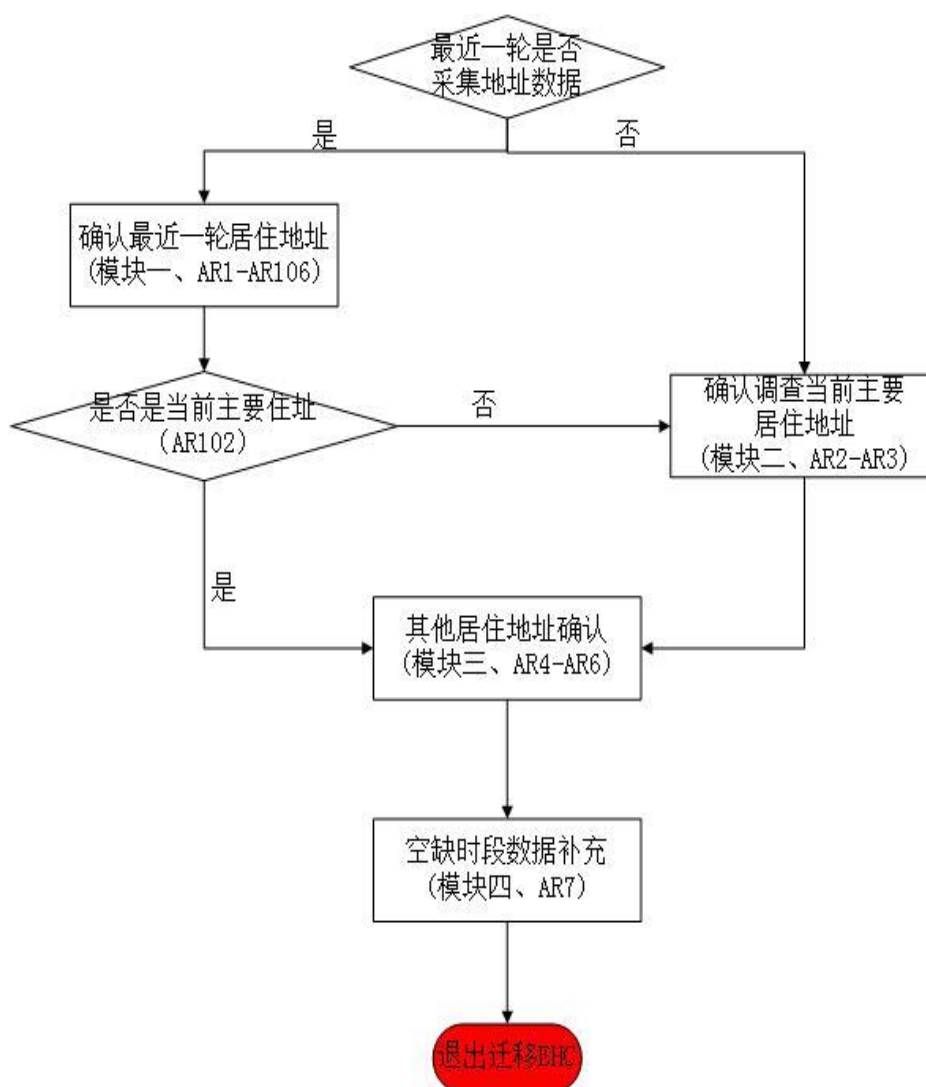 最近一轮是否
采集地址数据
是
否
确认最近一轮居住地址
(模块一、AR1-AR106)
是否是当前主要住址
（AR102）
否
确认调查当前主要
居住地址
(模块二、AR2-AR3)
是
其他居住地址确认
(模块三、AR4-AR6)
空缺时段数据补充
(模块四、AR7)
退出迁移EHC